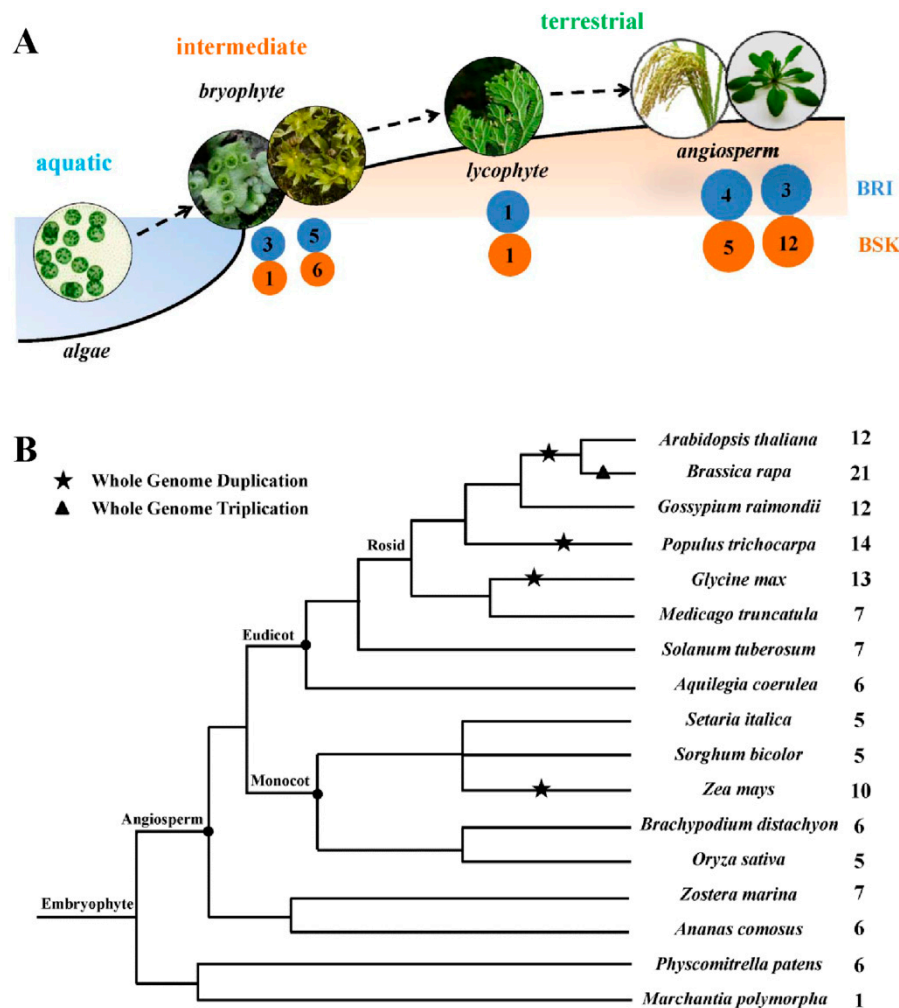 A
aquatic
intermediate
terrestrial
bryophyte
lycophyte
angiosperm
algae
3
5
1
4
3
BRI
1
6
1
5
12
BSK
B
★ Whole Genome Duplication
▲ Whole Genome Triplication
Embryophyte
Angiosperm
Eudicot
Monocot
Rosid
Arabidopsis thaliana 12
Brassica rapa 21
Gossypium raimondii 12
Populus trichocarpa 14
Glycine max 13
Medicago truncatula 7
Solanum tuberosum 7
Aquilegia coerulea 6
Setaria italica 5
Sorghum bicolor 5
Zea mays 10
Brachypodium distachyon 6
Oryza sativa 5
Zostera marina 7
Ananas comosus 6
Physcomitrella patens 6
Marchantia polymorpha 1